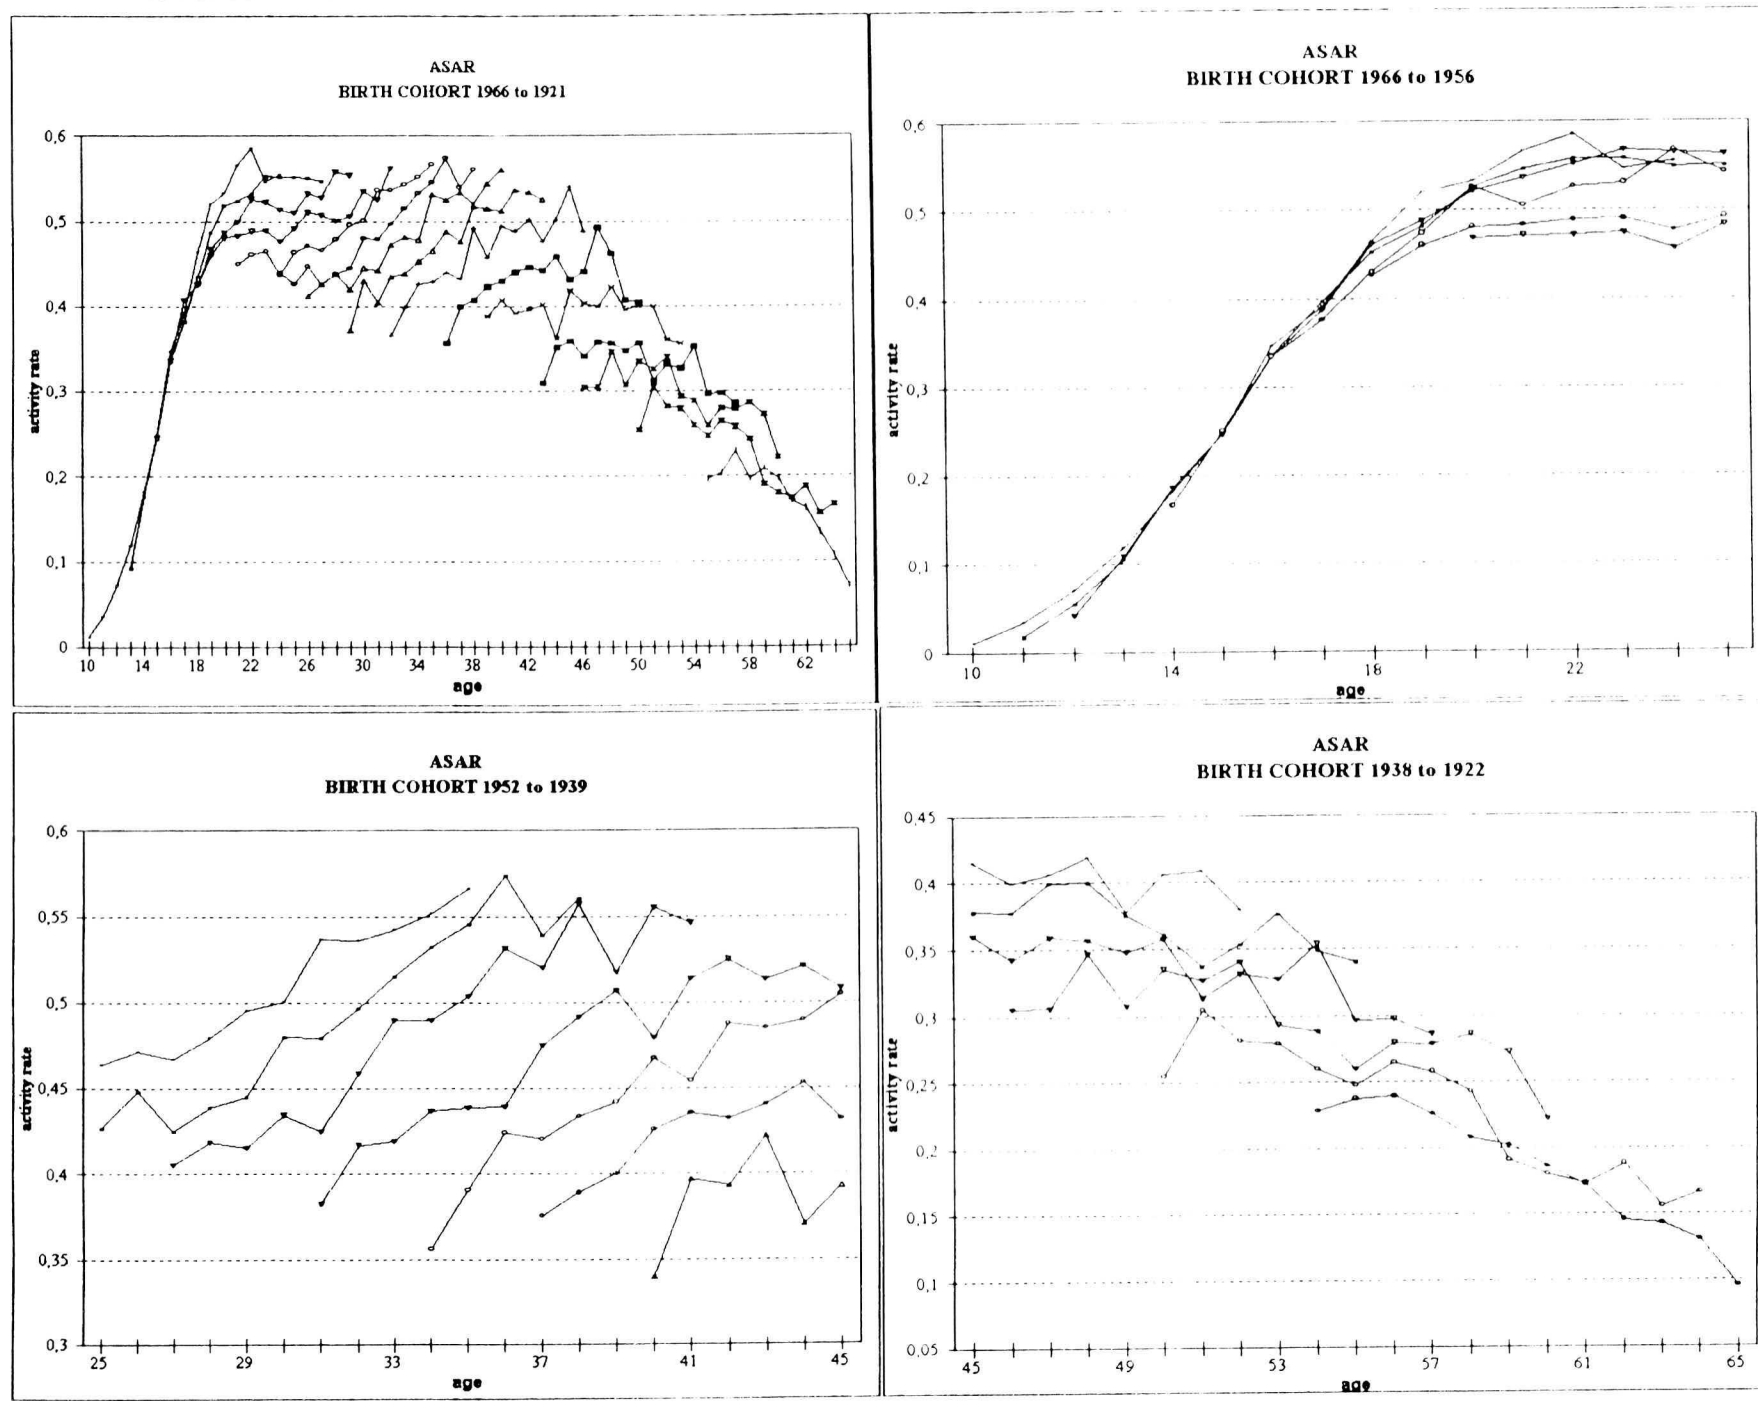 ASAR
BIRTH COHORT 1966 to 1921
0,6
0,5
0,4
0,3
0,2
0,1
0
activity rate
10 14 18 22 26 30 34 38 42 46 50 54 58 62
age
ASAR
BIRTH COHORT 1966 to 1956
0,6
0,5
0,4
0,3
0,2
0,1
0
activity rate
10 14 18 22
age
ASAR
BIRTH COHORT 1952 to 1939
0,6
0,55
0,5
0,45
0,4
0,35
0,3
activity rate
25 29 33 37 41 45
age
ASAR
BIRTH COHORT 1938 to 1922
0,45
0,4
0,35
0,3
0,25
0,2
0,15
0,1
0,05
activity rate
45 49 53 57 61 65
age